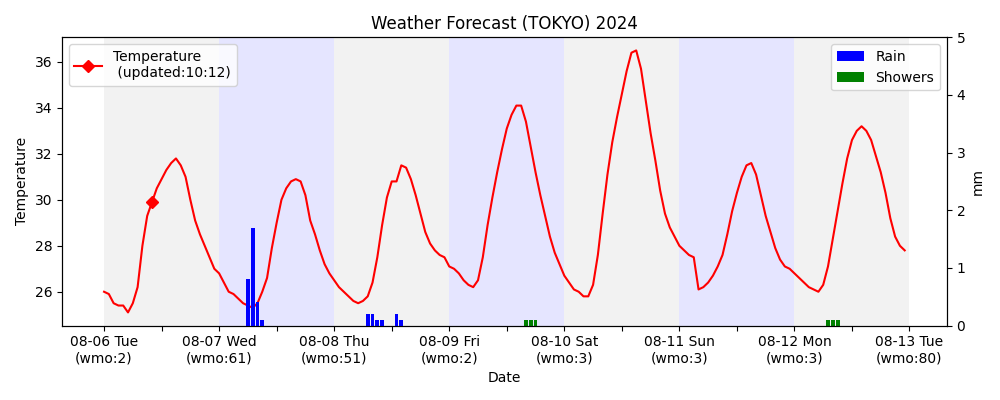 Weather Forecast (TOKYO) 2024
Temperature
(updated:10:12)
Rain
Showers
Temperature
36
34
32
30
28
26
5
4
3
2
1
0
mm
08-06 Tue
(wmo:2)
08-07 Wed
(wmo:61)
08-08 Thu
(wmo:51)
08-09 Fri
(wmo:2)
08-10 Sat
(wmo:3)
08-11 Sun
(wmo:3)
08-12 Mon
(wmo:3)
08-13 Tue
(wmo:80)
Date